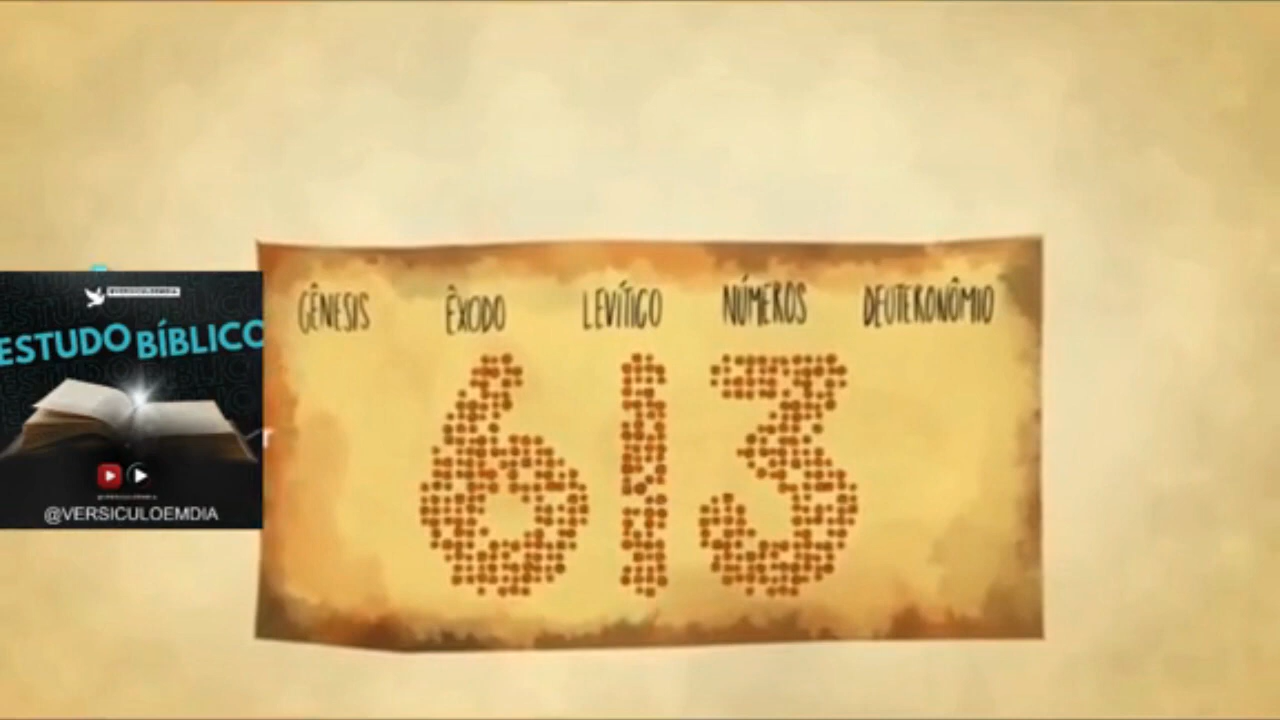 GÊNESIS ÊXODO LEVÍTICO NÚMEROS DEUTERONÔMIO
613
ESTUDO BÍBLICO
@VERSICULOEMDIA